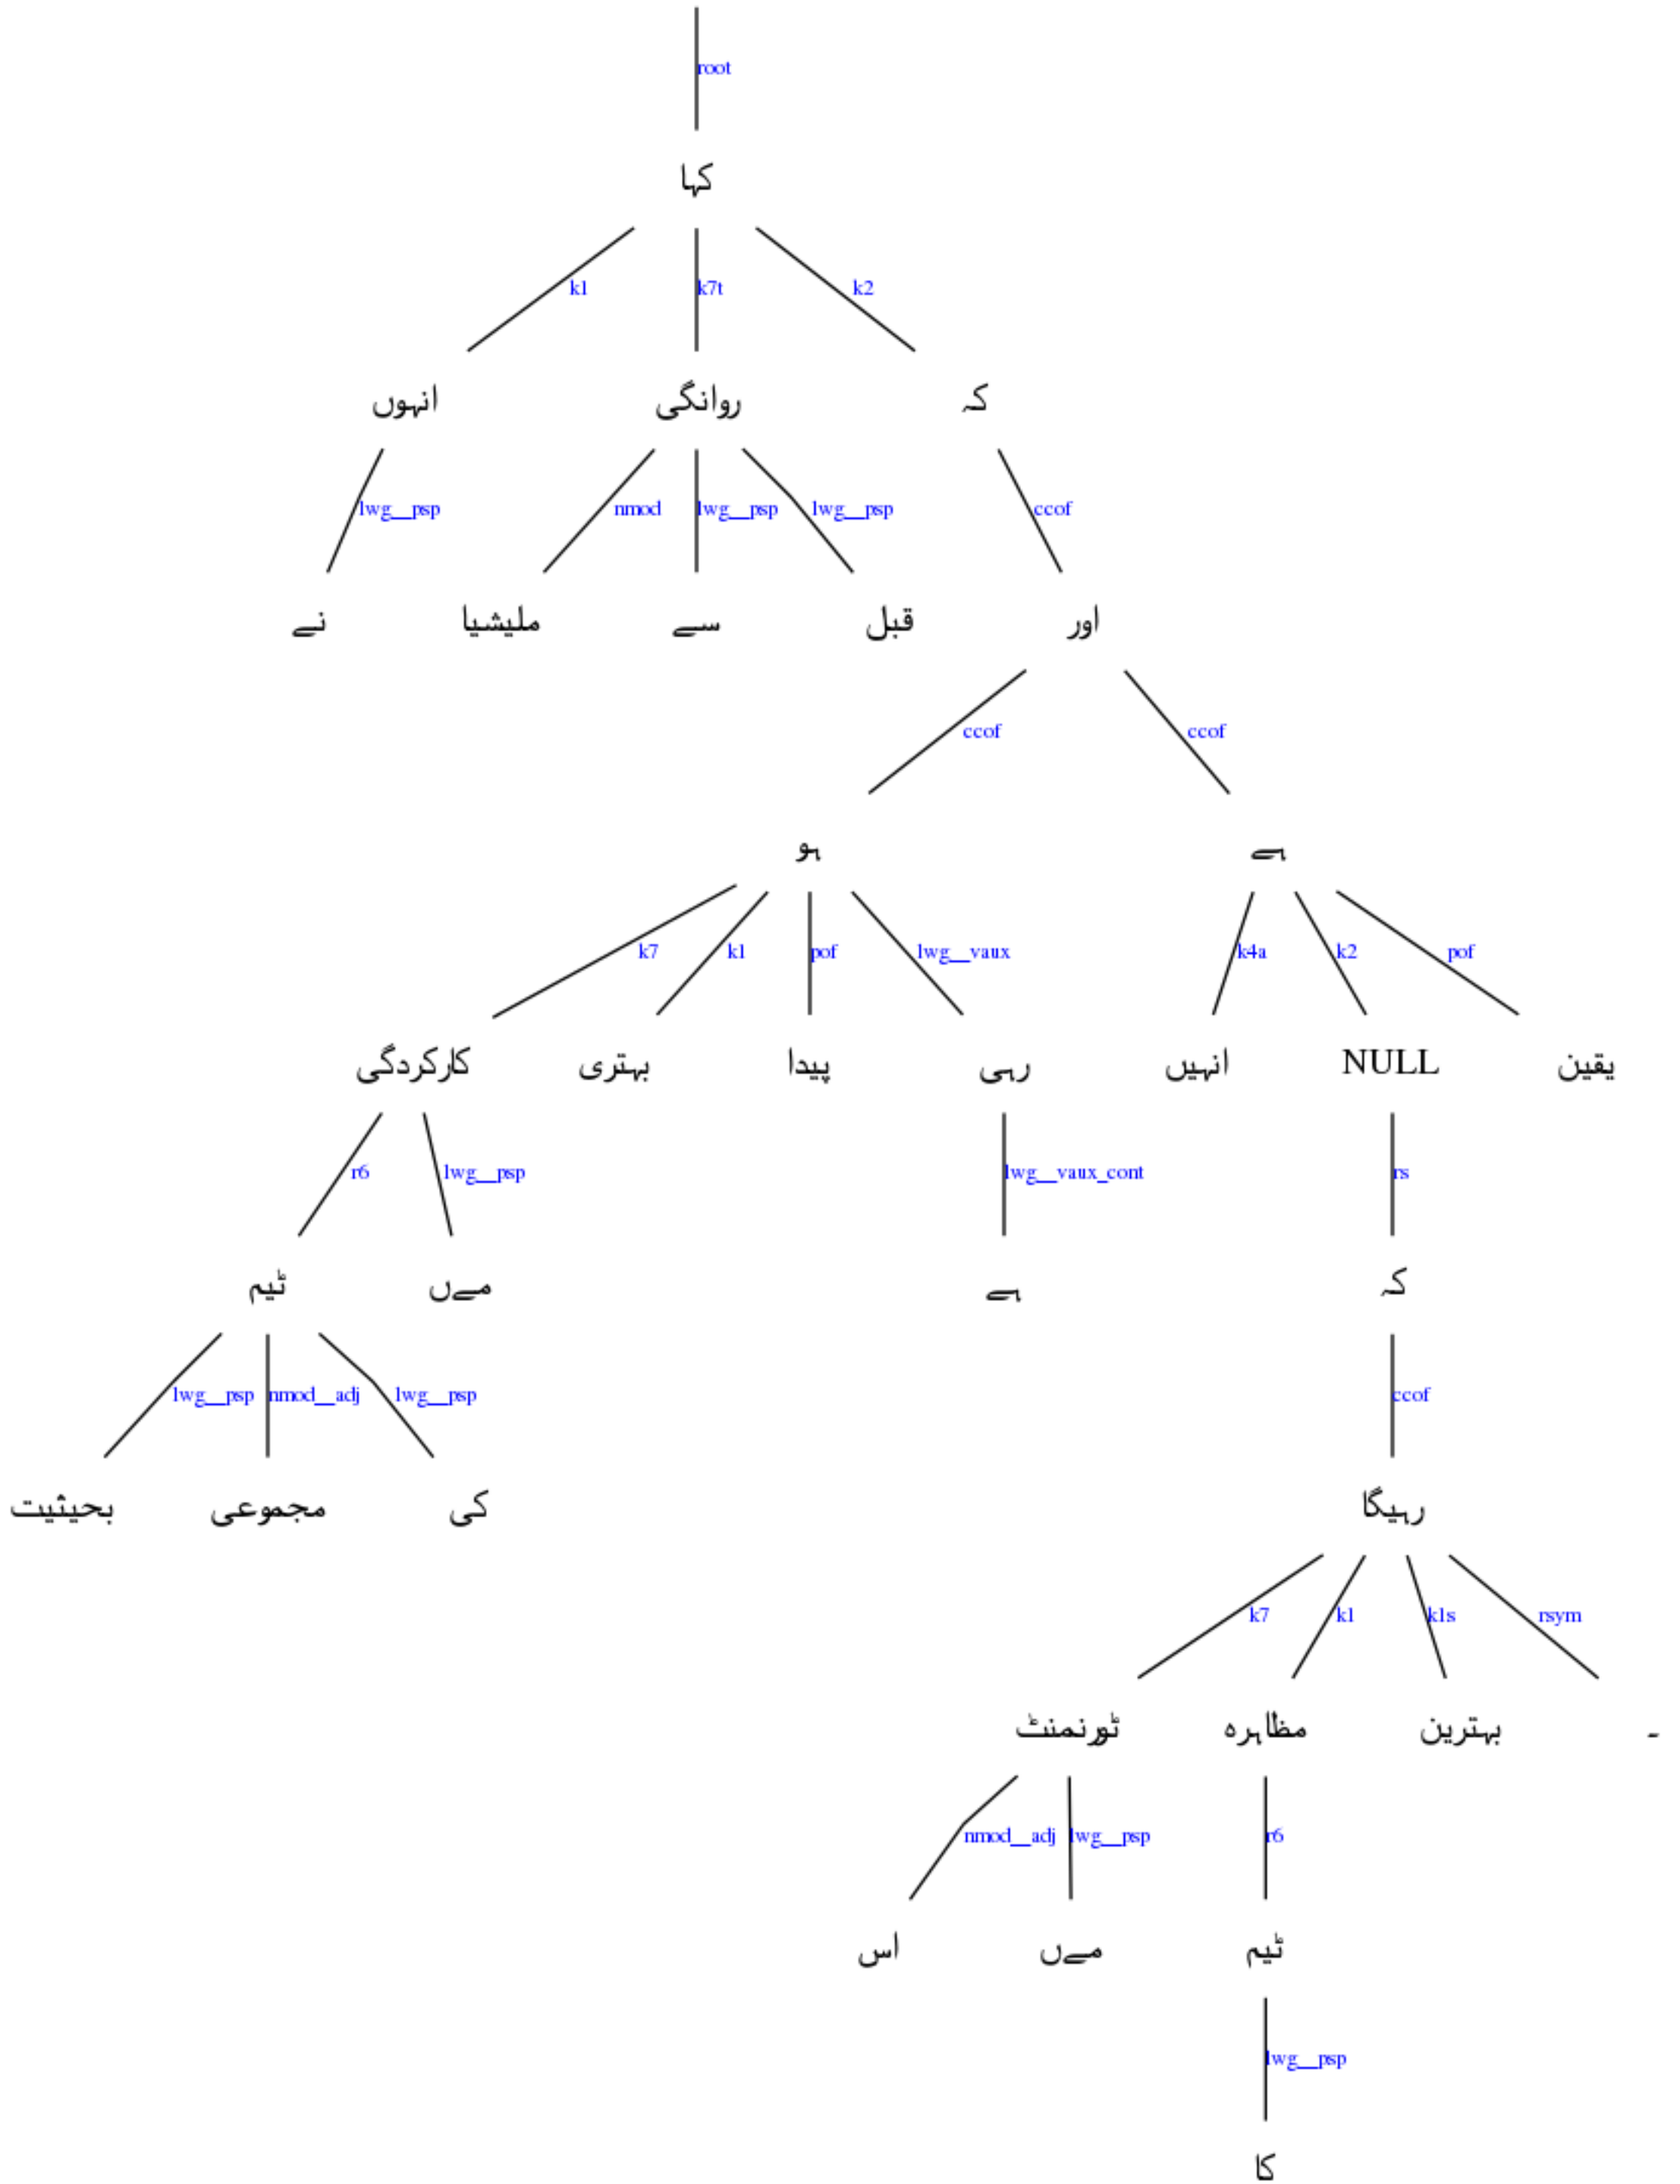 root
کہا
k1 k7t k2
انہوں روانگی کہ
lwg__psp nmod lwg__psp lwg__psp ccof
نے ملیشیا سے قبل اور
ccof ccof
ہو ہے
k7 k1 pof lwg__vaux k4a k2 pof
کارکردگی بہتری پیدا رہی انہیں NULL یقین
r6 lwg__psp lwg__vaux_cont rs
ٹیم مےں ہے کہ
lwg__psp nmod__adj lwg__psp ccof
بحیثیت مجموعی کی رہیگا
k7 k1 k1s rsym
ٹورنمنٹ مظاہرہ بہترین ۔
nmod__adj lwg__psp r6
اس مےں ٹیم
lwg__psp
کا